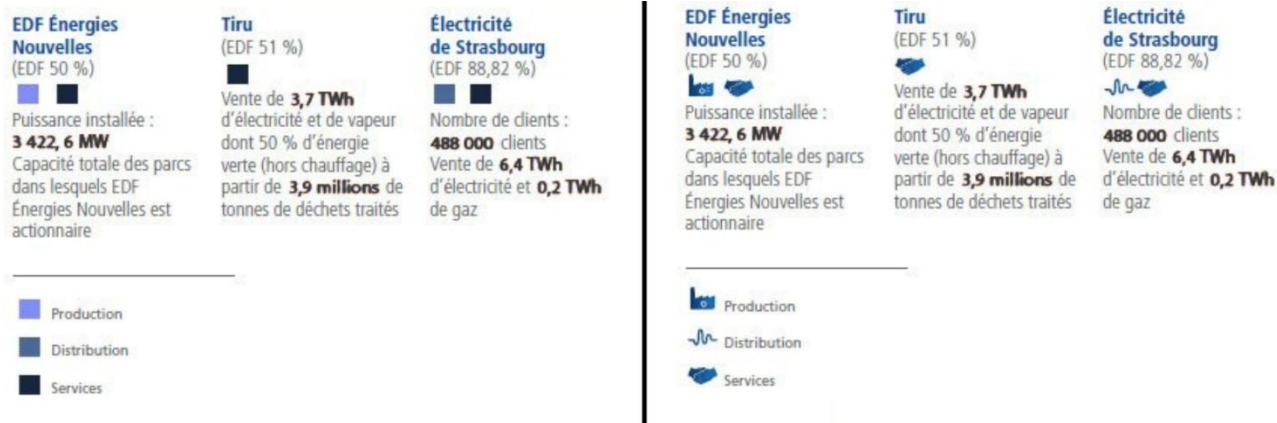 EDF Énergies
Nouvelles
(EDF 50 %)
Puissance installée :
3 422, 6 MW
Capacité totale des parcs
dans lesquels EDF
Énergies Nouvelles est
actionnaire
Tiru
(EDF 51 %)
Vente de 3,7 TWh
d'électricité et de vapeur
dont 50 % d'énergie
verte (hors chauffage) à
partir de 3,9 millions de
tonnes de déchets traités
Électricité
de Strasbourg
(EDF 88,82 %)
Nombre de clients :
488 000 clients
Vente de 6,4 TWh
d'électricité et 0,2 TWh
de gaz
Production
Distribution
Services
EDF Énergies
Nouvelles
(EDF 50 %)
Puissance installée :
3 422, 6 MW
Capacité totale des parcs
dans lesquels EDF
Énergies Nouvelles est
actionnaire
Tiru
(EDF 51 %)
Vente de 3,7 TWh
d'électricité et de vapeur
dont 50 % d'énergie
verte (hors chauffage) à
partir de 3,9 millions de
tonnes de déchets traités
Électricité
de Strasbourg
(EDF 88,82 %)
Nombre de clients :
488 000 clients
Vente de 6,4 TWh
d'électricité et 0,2 TWh
de gaz
Production
Distribution
Services